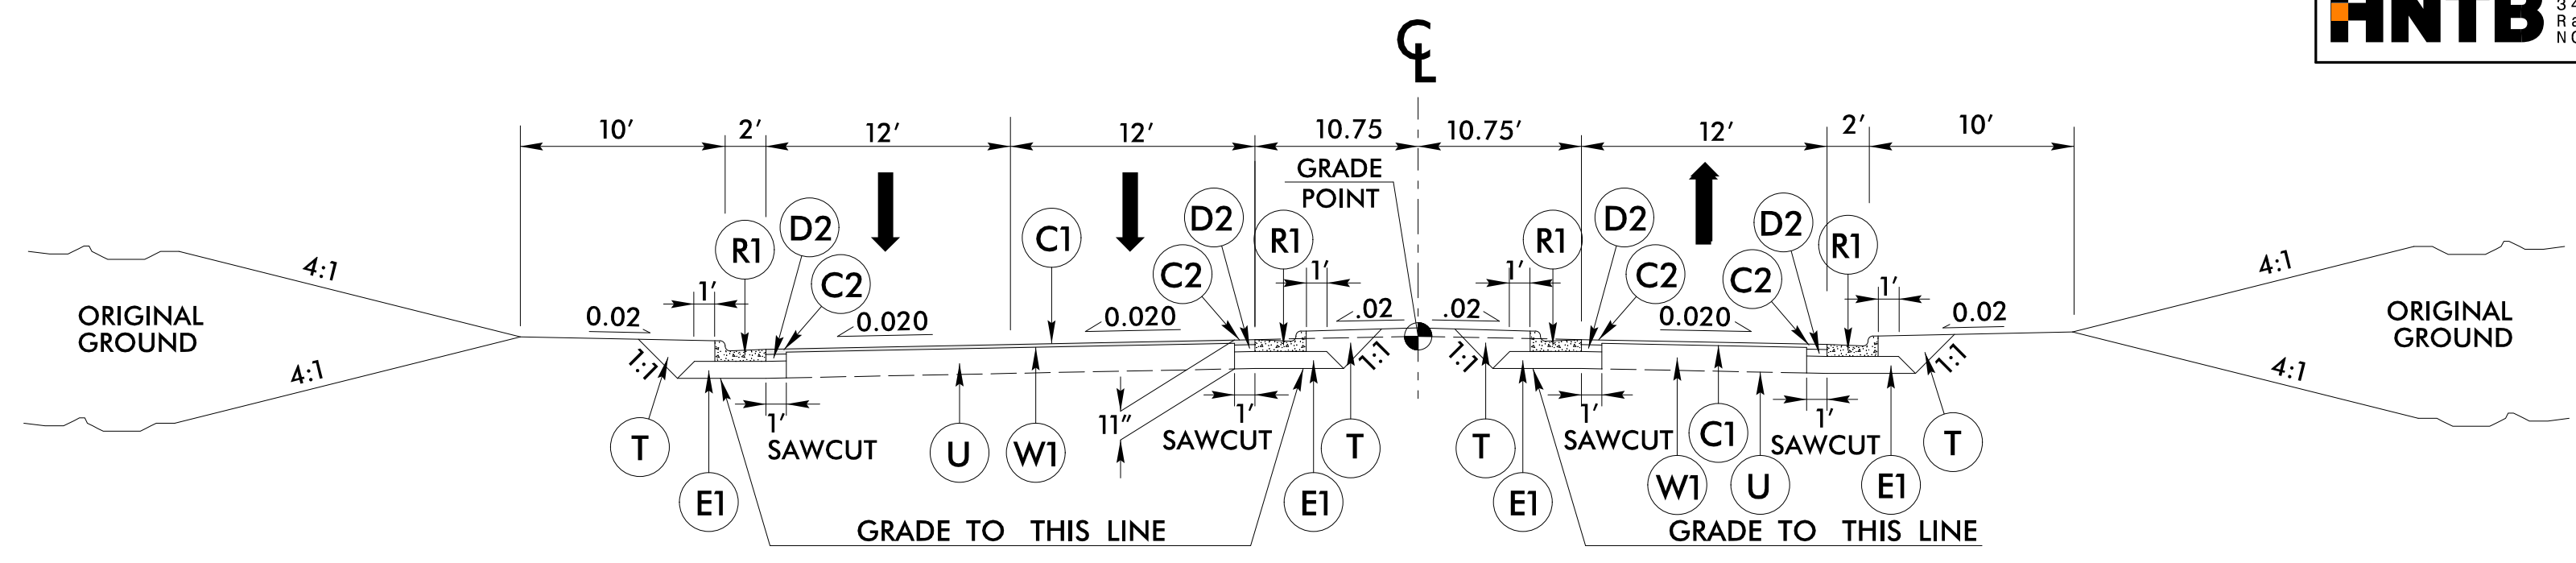 HNTB
CL
10′ 2′ 12′ 12′ 10.75 10.75′ 12′ 2′ 10′
GRADE
POINT
R1 D2 C2 C1 C2 D2 R1 R1 D2 C2 C2 D2 R1
4:1 4:1
1′ 1′ 1′ 1′
ORIGINAL
GROUND
0.02 0.020 0.020 .02 .02 0.020 0.02
ORIGINAL
GROUND
1:1 1:1 1:1 1:1
4:1 4:1
11″
1′ 1′ 1′ 1′
SAWCUT SAWCUT SAWCUT SAWCUT
T U W1 T T C1 T
E1 E1 E1 W1 U E1
GRADE TO THIS LINE GRADE TO THIS LINE